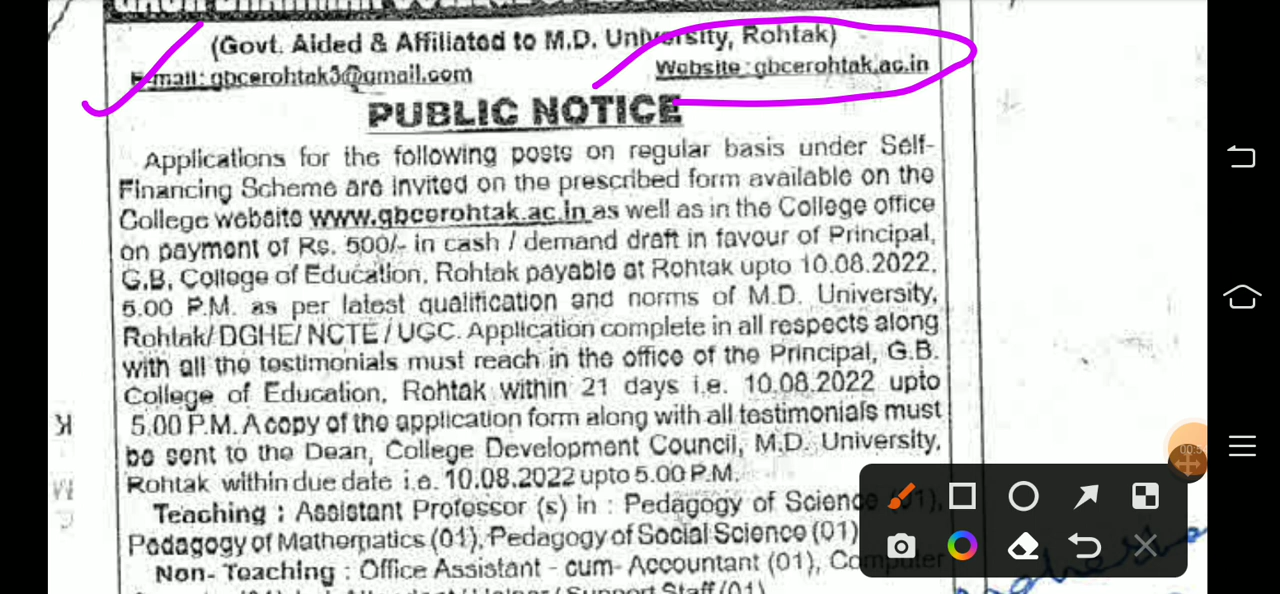 (Govt. Aided & Affiliated to M.D. University, Rohtak)
E-mail: gbcerohtak3@gmail.com Website: gbcerohtak.ac.in
PUBLIC NOTICE
Applications for the following posts on regular basis under Self-
Financing Scheme are invited on the prescribed form available on the
College website www.gbcerohtak.ac.in as well as in the College office
on payment of Rs. 500/- in cash / demand draft in favour of Principal,
G.B. College of Education, Rohtak payable at Rohtak upto 10.08.2022,
5.00 P.M. as per latest qualification and norms of M.D. University,
Rohtak/ DGHE/ NCTE / UGC. Application complete in all respects along
with all the testimonials must reach in the office of the Principal, G.B.
College of Education, Rohtak within 21 days i.e. 10.08.2022 upto
5.00 P.M. A copy of the application form along with all testimonials must
be sent to the Dean, College Development Council, M.D. University,
Rohtak within due date i.e. 10.08.2022 upto 5.00 P.M.
Teaching : Assistant Professor (s) in : Pedagogy of Science (01),
Pedagogy of Mathematics (01), Pedagogy of Social Science (01)
Non- Teaching : Office Assistant - cum- Accountant (01), Computer
Support Staff (01)